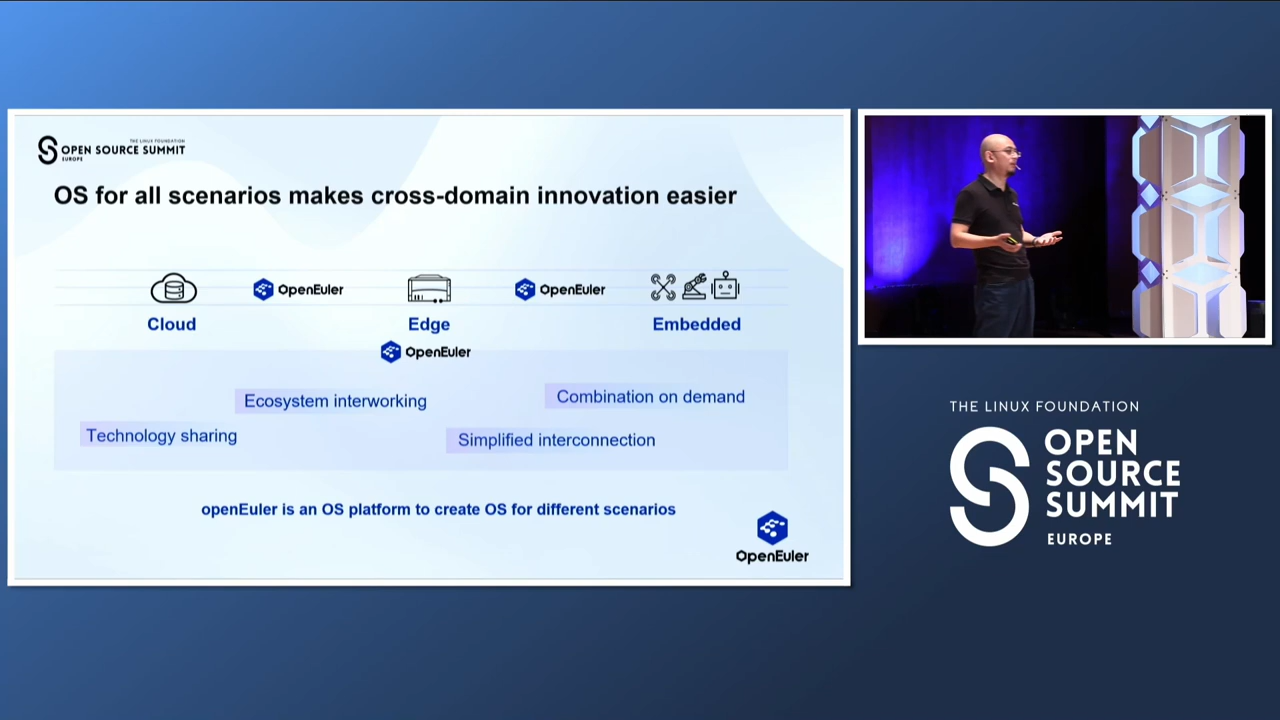 THE LINUX FOUNDATION
OPEN SOURCE SUMMIT
EUROPE
OS for all scenarios makes cross-domain innovation easier
OpenEuler
OpenEuler
Cloud
Edge
Embedded
OpenEuler
Ecosystem interworking
Combination on demand
Technology sharing
Simplified interconnection
openEuler is an OS platform to create OS for different scenarios
OpenEuler
THE LINUX FOUNDATION
OPEN
SOURCE
SUMMIT
EUROPE